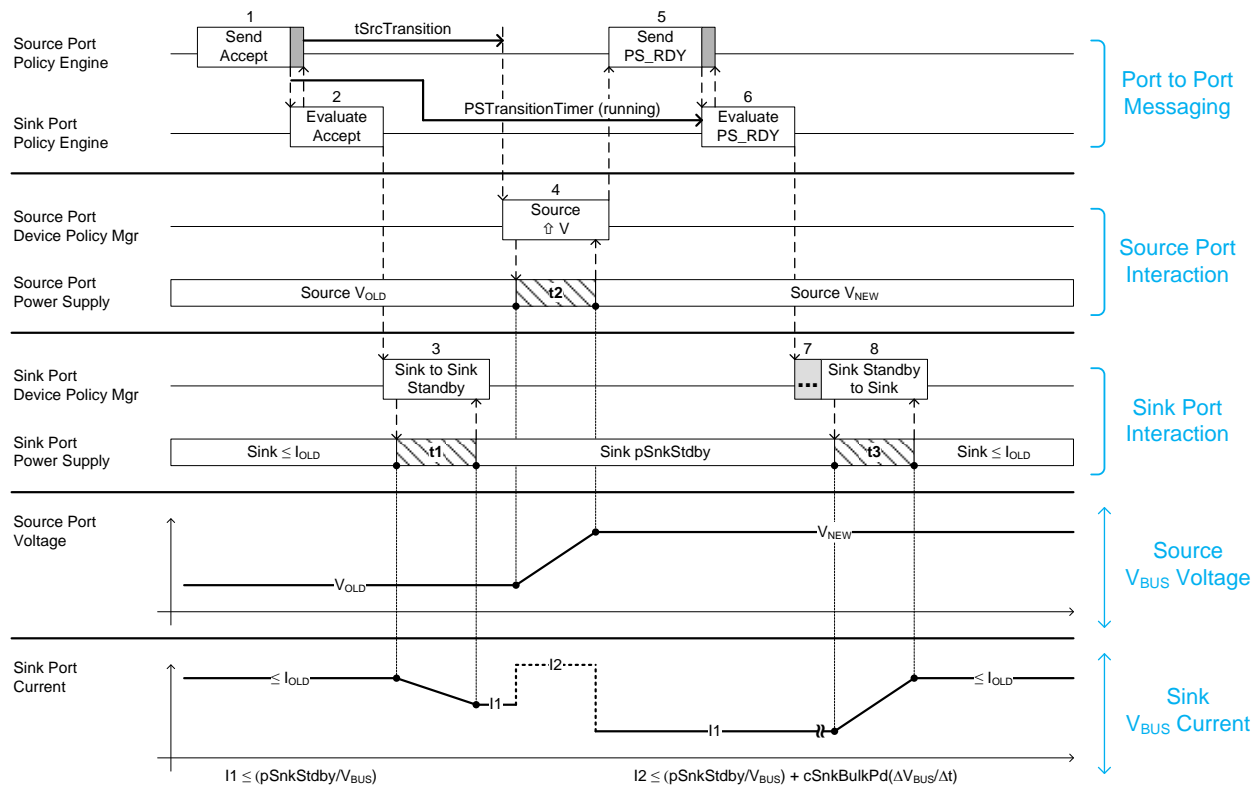 1
Send
Accept
tSrcTransition
5
Send
PS_RDY
Source Port
Policy Engine
2
Evaluate
Accept
PSTransitionTimer (running)
6
Evaluate
PS_RDY
Sink Port
Policy Engine
Port to Port
Messaging
4
Source
⇧ V
Source Port
Device Policy Mgr
Source Port
Power Supply
Source VOLD
t2
Source VNEW
Source Port
Interaction
3
Sink to Sink
Standby
7
...
8
Sink Standby
to Sink
Sink Port
Device Policy Mgr
Sink Port
Power Supply
Sink ≤ IOLD
t1
Sink pSnkStdby
t3
Sink ≤ IOLD
Sink Port
Interaction
Source Port
Voltage
VOLD
VNEW
Source
VBUS Voltage
Sink Port
Current
≤ IOLD
I1
I2
I1
≤ IOLD
Sink
VBUS Current
I1 ≤ (pSnkStdby/VBUS)
I2 ≤ (pSnkStdby/VBUS) + cSnkBulkPd(ΔVBUS/Δt)